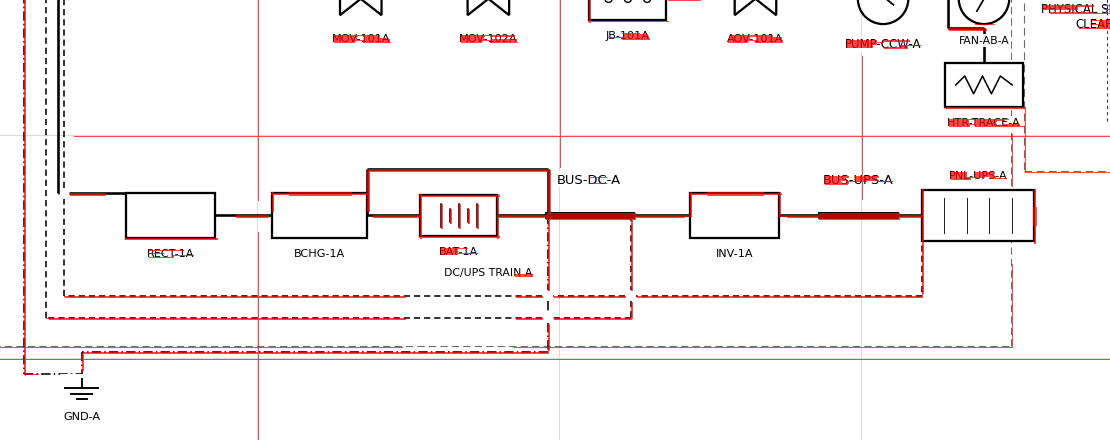 PHYSICAL S
CLEAR
MOV-101A
MOV-102A
JB-101A
AOV-101A
PUMP-CCW-A
FAN-AB-A
HTR-TRACE-A
BUS-DC-A
BUS-UPS-A
PNL-UPS-A
RECT-1A
BCHG-1A
BAT-1A
INV-1A
DC/UPS TRAIN A
GND-A